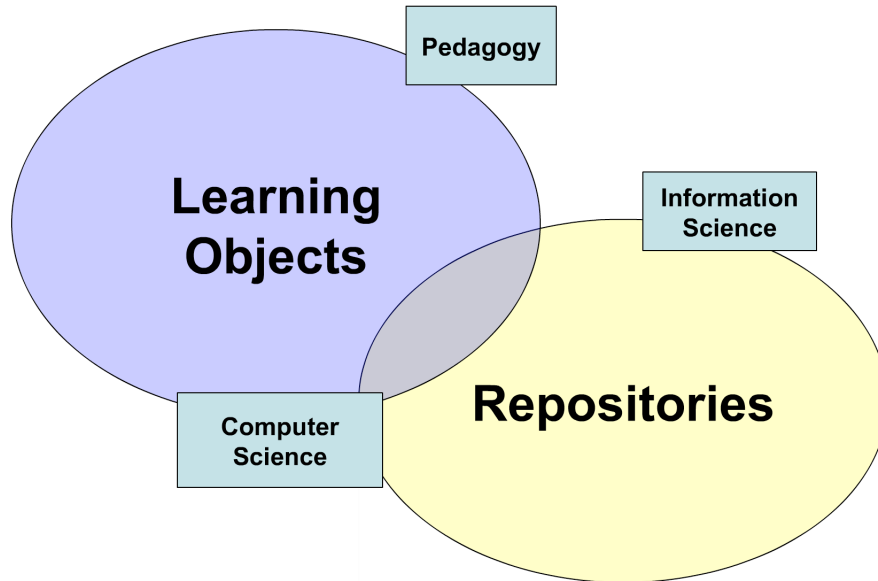 Pedagogy
Learning
Objects
Information
Science
Repositories
Computer
Science